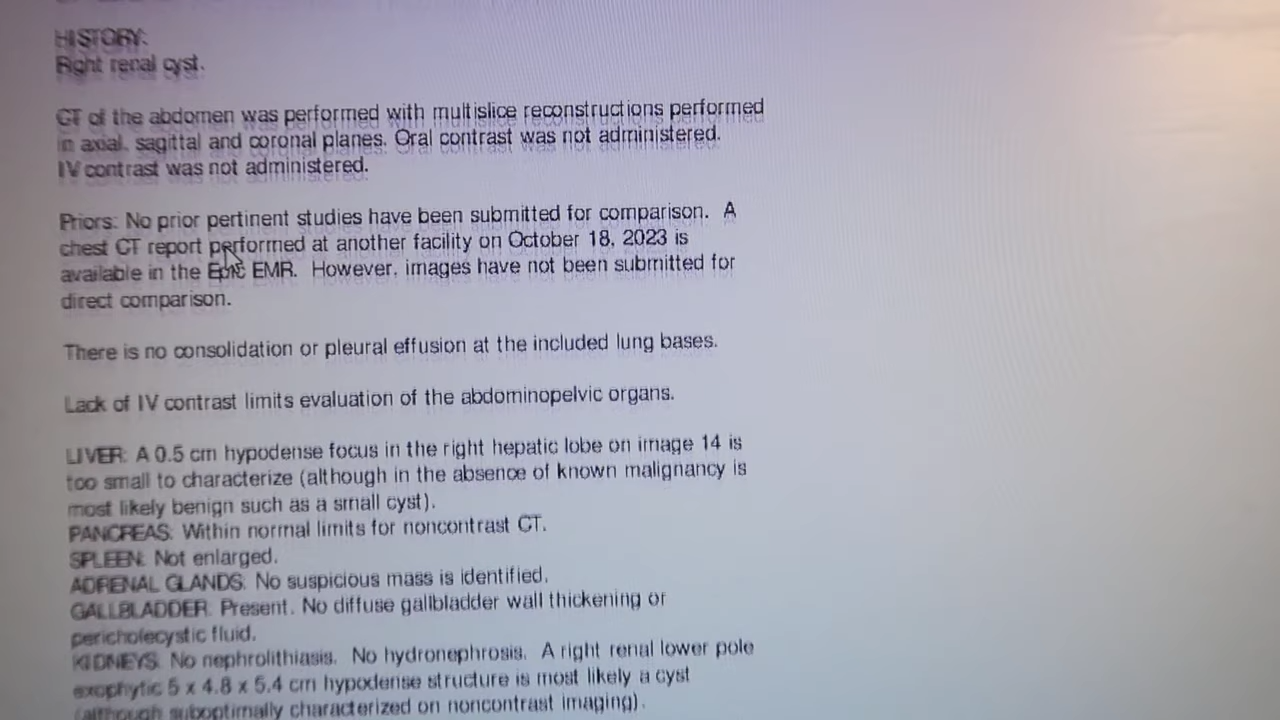 HISTORY:
Right renal cyst.
CT of the abdomen was performed with multislice reconstructions performed
in axial, sagittal and coronal planes. Oral contrast was not administered.
IV contrast was not administered.
Priors: No prior pertinent studies have been submitted for comparison. A
chest CT report performed at another facility on October 18, 2023 is
available in the Epic EMR. However, images have not been submitted for
direct comparison.
There is no consolidation or pleural effusion at the included lung bases.
Lack of IV contrast limits evaluation of the abdominopelvic organs.
LIVER: A 0.5 cm hypodense focus in the right hepatic lobe on image 14 is
too small to characterize (although in the absence of known malignancy is
most likely benign such as a small cyst).
PANCREAS: Within normal limits for noncontrast CT.
SPLEEN: Not enlarged.
ADRENAL GLANDS: No suspicious mass is identified.
GALLBLADDER: Present. No diffuse gallbladder wall thickening or
pericholecystic fluid.
KIDNEYS: No nephrolithiasis. No hydronephrosis. A right renal lower pole
exophytic 5 x 4.8 x 5.4 cm hypodense structure is most likely a cyst
(although suboptimally characterized on noncontrast imaging).